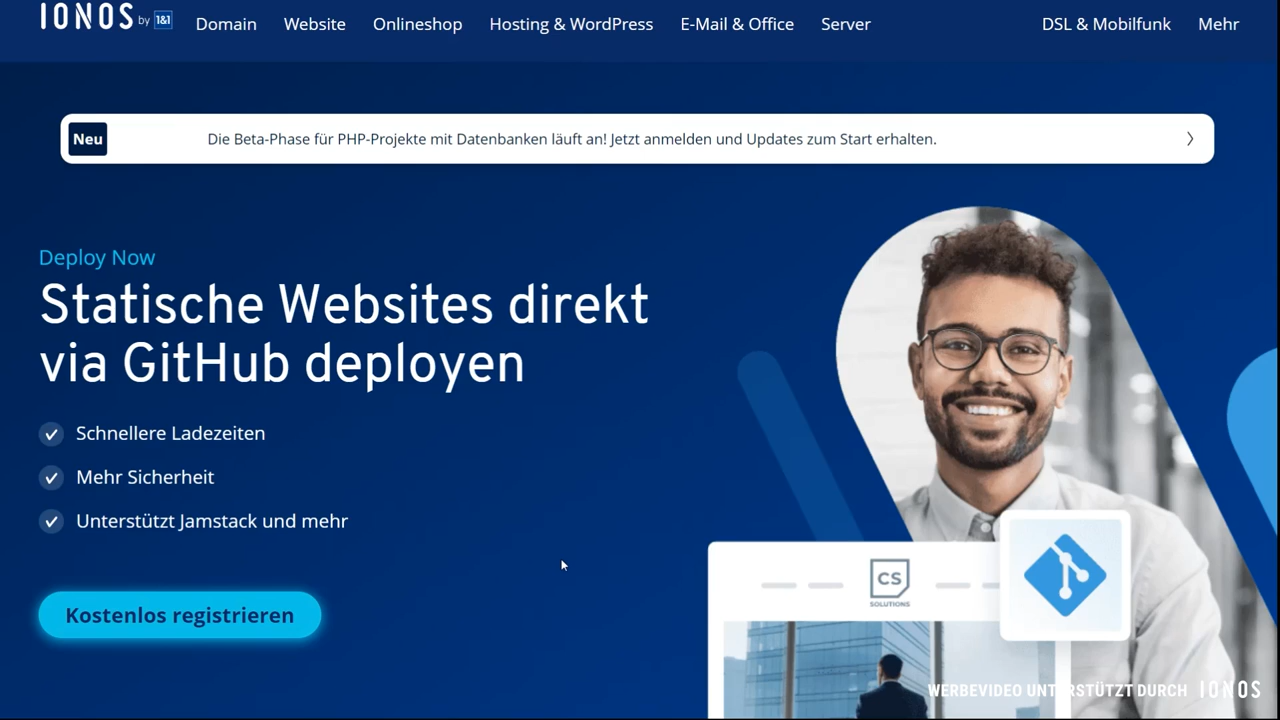 IONOS by 1&1 Domain Website Onlineshop Hosting & WordPress E-Mail & Office Server DSL & Mobilfunk Mehr
Neu Die Beta-Phase für PHP-Projekte mit Datenbanken läuft an! Jetzt anmelden und Updates zum Start erhalten.
Deploy Now
Statische Websites direkt
via GitHub deployen
Schnellere Ladezeiten
Mehr Sicherheit
Unterstützt Jamstack und mehr
Kostenlos registrieren
CS
SOLUTIONS
WERBEVIDEO UNTERSTÜTZT DURCH IONOS